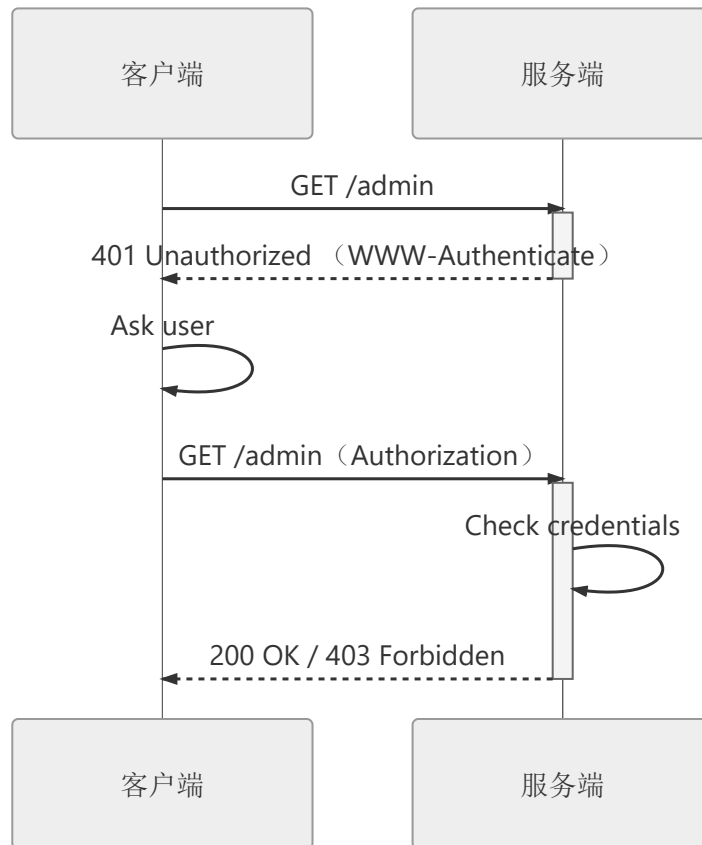 客户端
服务端
GET /admin
401 Unauthorized （WWW-Authenticate）
Ask user
GET /admin（Authorization）
Check credentials
200 OK / 403 Forbidden
客户端
服务端